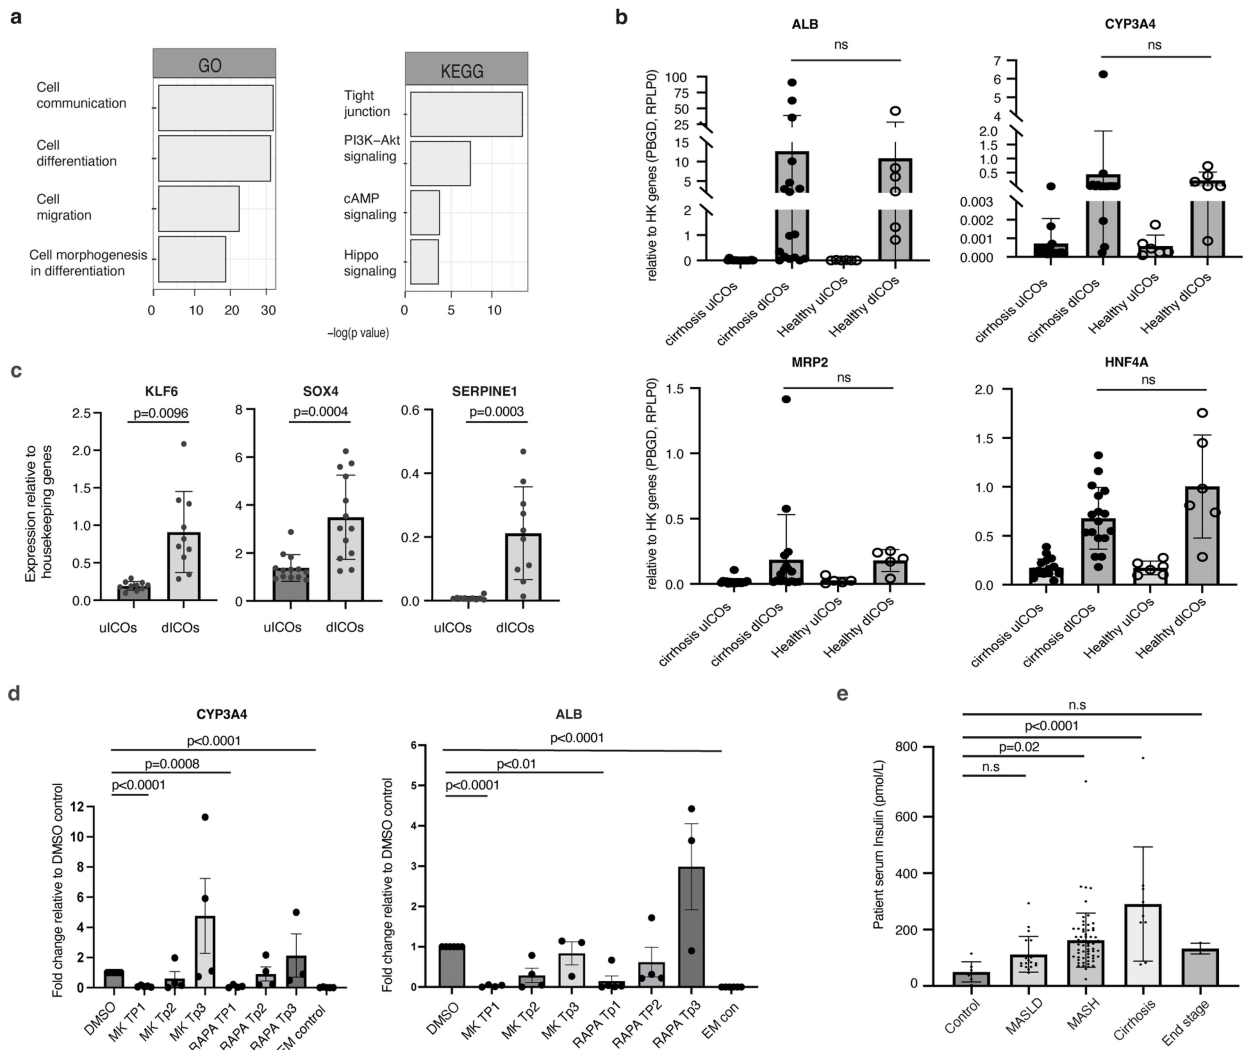 a
GO
Cell
communication
Cell
differentiation
Cell
migration
Cell morphogenesis
in differentiation
0 10 20 30
KEGG
Tight
junction
PI3K−Akt
signaling
cAMP
signaling
Hippo
signaling
0 5 10
−log(p value)
b
ALB
ns
relative to HK genes (PBGD, RPLP0)
100
75
50
25
15
10
5
2
1
0
cirrhosis uICOs
cirrhosis dICOs
Healthy uICOs
Healthy dICOs
CYP3A4
ns
7
6
5
4
2.0
1.5
1.0
0.5
0.003
0.002
0.001
0.000
cirrhosis uICOs
cirrhosis dICOs
Healthy uICOs
Healthy dICOs
MRP2
ns
relative to HK genes (PBGD, RPLP0)
1.5
1.0
0.5
0.0
cirrhosis uICOs
cirrhosis dICOs
Healthy uICOs
Healthy dICOs
HNF4A
ns
2.0
1.5
1.0
0.5
0.0
cirrhosis uICOs
cirrhosis dICOs
Healthy uICOs
Healthy dICOs
c
Expression relative to
housekeeping genes
KLF6
p=0.0096
2.5
2.0
1.5
1.0
0.5
0.0
uICOs dICOs
SOX4
p=0.0004
8
6
4
2
0
uICOs dICOs
SERPINE1
p=0.0003
0.6
0.4
0.2
0.0
uICOs dICOs
d
CYP3A4
p<0.0001
p=0.0008
p<0.0001
Fold change relative to DMSO control
12
10
8
6
4
2
0
DMSO
MK TP1
MK Tp2
MK Tp3
RAPA TP1
RAPA Tp2
RAPA Tp3
EM control
ALB
p<0.0001
p<0.01
p<0.0001
Fold change relative to DMSO control
6
5
4
3
2
1
0
DMSO
MK TP1
MK Tp2
MK Tp3
RAPA Tp1
RAPA TP2
RAPA Tp3
EM con
e
n.s
p<0.0001
p=0.02
n.s
Patient serum Insulin (pmol/L)
800
600
400
200
0
Control
MASLD
MASH
Cirrhosis
End stage